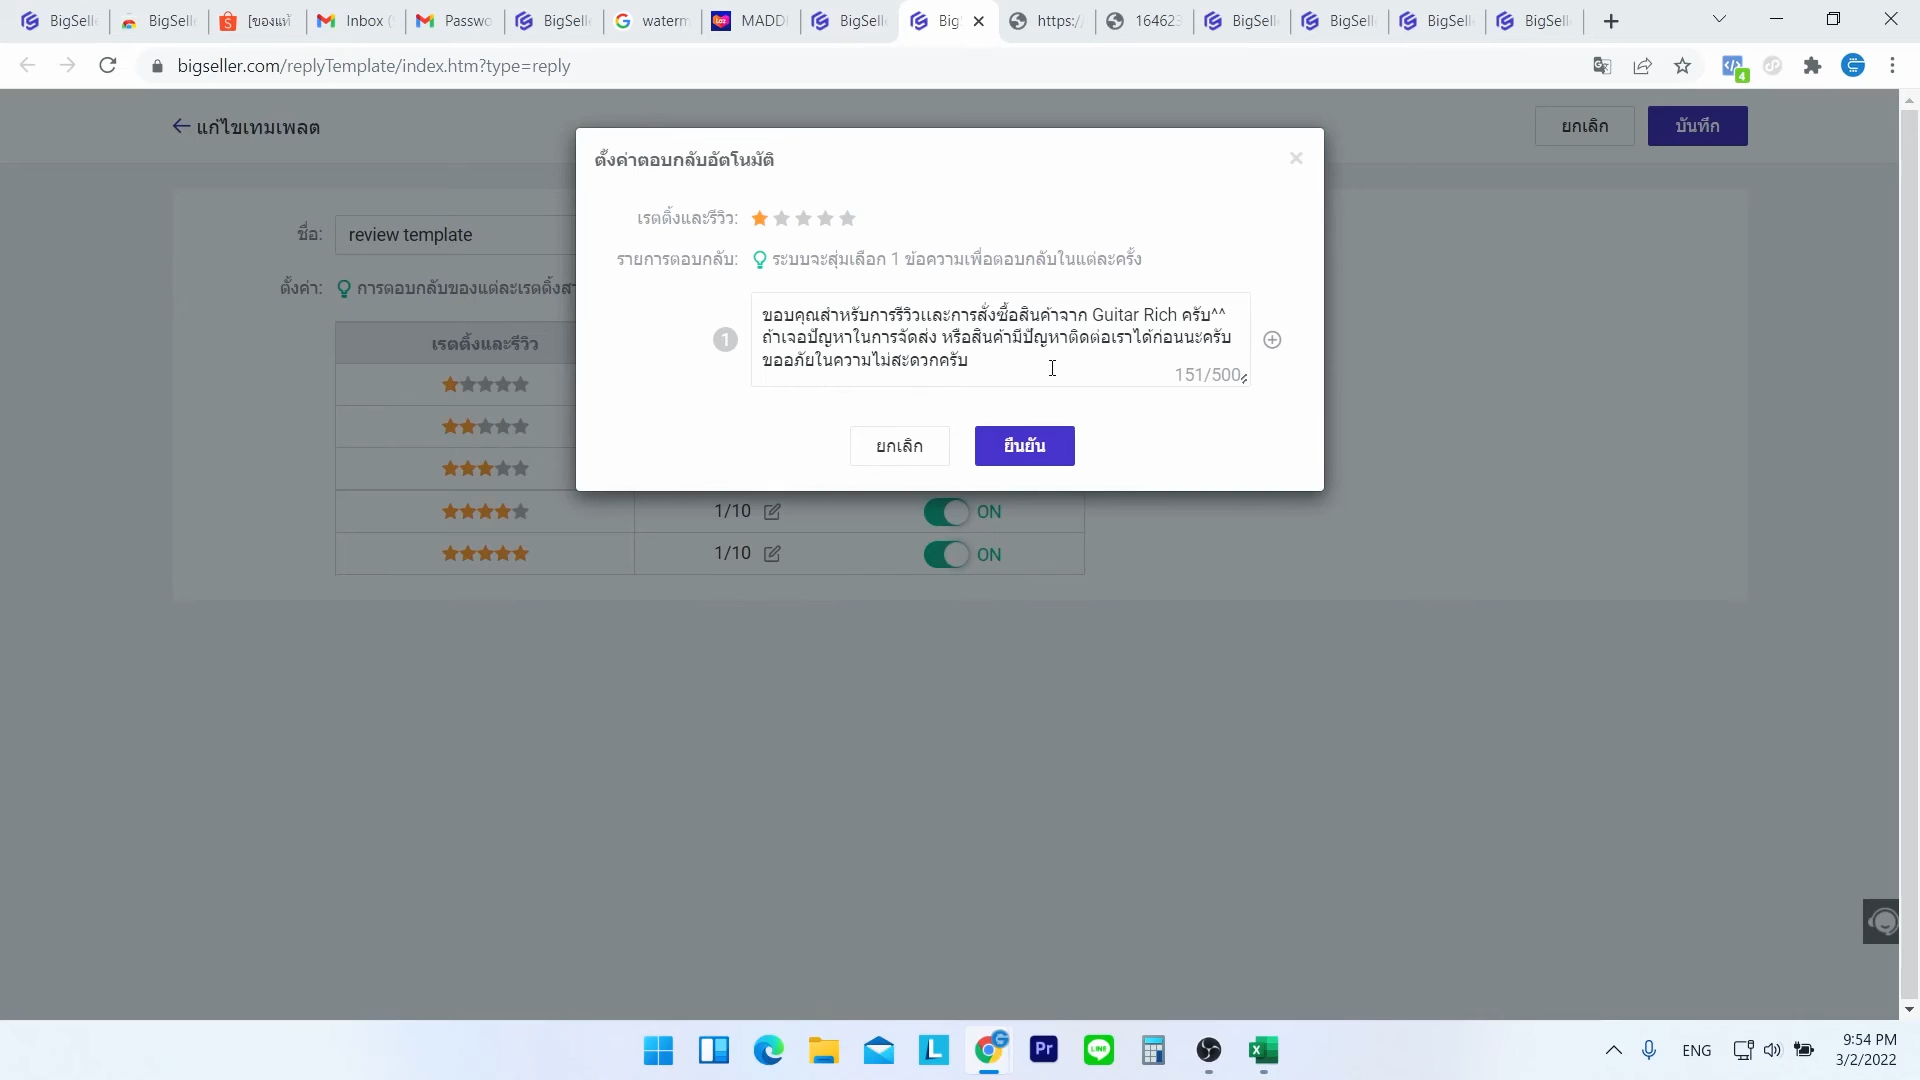 BigSelle
BigSelle
[ของแท้
Inbox (
Passwo
BigSelle
waterm
MADDI
BigSelle
Big
https:/
164623
BigSelle
BigSelle
BigSelle
BigSelle
bigseller.com/replyTemplate/index.htm?type=reply
4
แก้ไขเทมเพลต
ยกเลิก
บันทึก
ตั้งค่าตอบกลับอัตโนมัติ
เรตติ้งและรีวิว:
ชื่อ:
review template
รายการตอบกลับ:
ระบบจะสุ่มเลือก 1 ข้อความเพื่อตอบกลับในแต่ละครั้ง
ตั้งค่า:
การตอบกลับของแต่ละเรตติ้งสา
1
ขอบคุณสำหรับการรีวิวและการสั่งซื้อสินค้าจาก Guitar Rich ครับ^^
ถ้าเจอปัญหาในการจัดส่ง หรือสินค้ามีปัญหาติดต่อเราได้ก่อนนะครับ
ขออภัยในความไม่สะดวกครับ
151/500
เรตติ้งและรีวิว
ยกเลิก
ยืนยัน
1/10
ON
1/10
ON
Pr
LINE
ENG
9:54 PM
3/2/2022